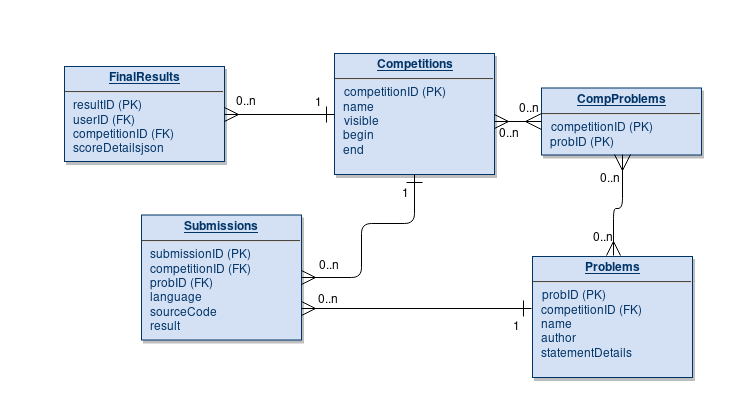 FinalResults
resultID (PK)
userID (FK)
competitionID (FK)
scoreDetailsjson
0..n
1
Competitions
competitionID (PK)
name
visible
begin
end
0..n
0..n
CompProblems
competitionID (PK)
probID (PK)
1
0..n
0..n
Submissions
submissionID (PK)
competitionID (FK)
probID (FK)
language
sourceCode
result
0..n
0..n
1
Problems
probID (PK)
competitionID (FK)
name
author
statementDetails